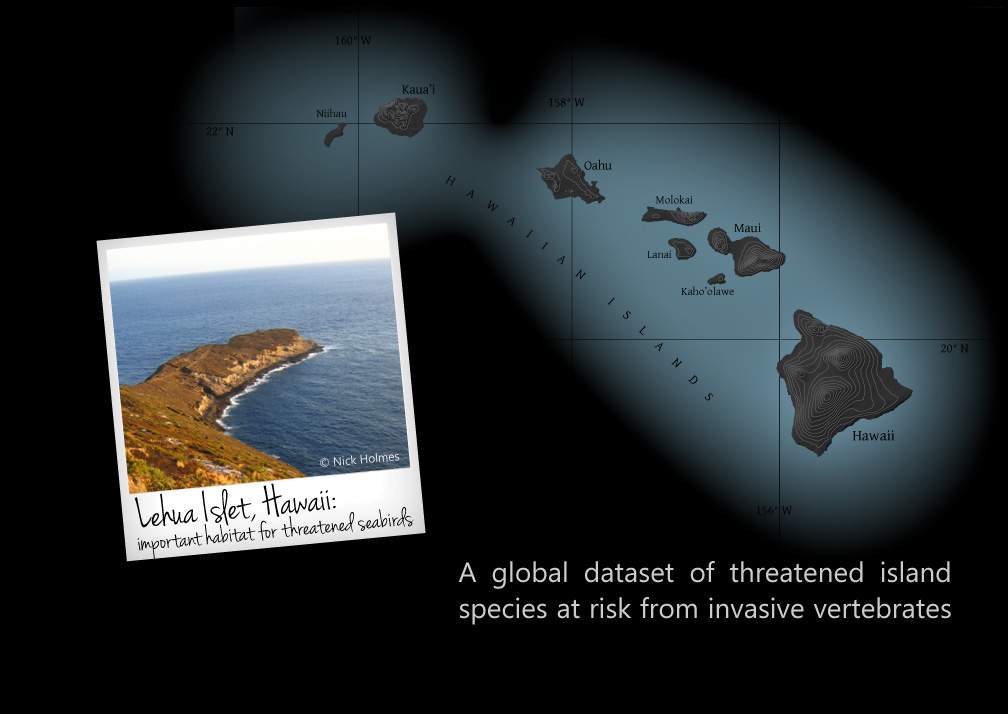 160° W
Kaua'i
158° W
Niihau
22° N
Oahu
HAWAIIAN ISLANDS
Molokai
Maui
Lanai
Kaho'olawe
20° N
Hawaii
156° W
© Nick Holmes
Lehua Islet, Hawaii:
important habitat for threatened seabirds
A global dataset of threatened island
species at risk from invasive vertebrates